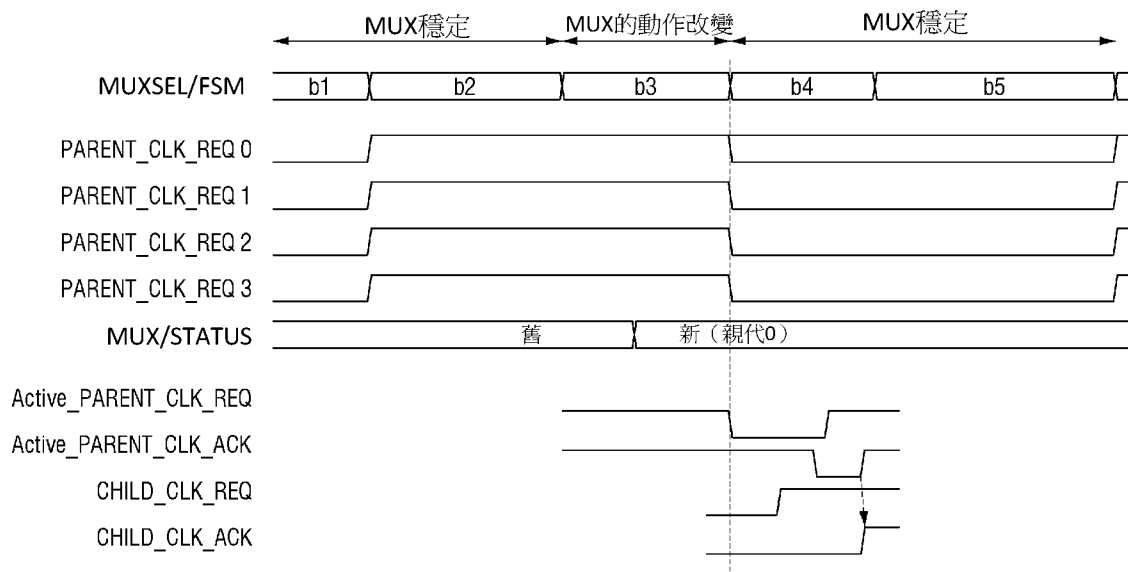 MUX穩定 MUX的動作改變 MUX穩定
MUXSEL/FSM b1 b2 b3 b4 b5
PARENT_CLK_REQ 0
PARENT_CLK_REQ 1
PARENT_CLK_REQ 2
PARENT_CLK_REQ 3
MUX/STATUS 舊 新（親代0）
Active_PARENT_CLK_REQ
Active_PARENT_CLK_ACK
CHILD_CLK_REQ
CHILD_CLK_ACK